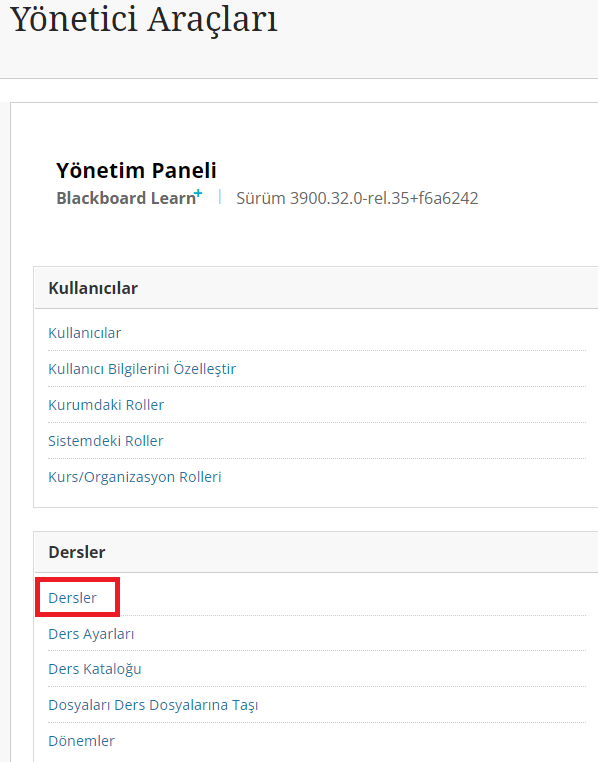 Yönetici Araçları
Yönetim Paneli
Blackboard Learn+ | Sürüm 3900.32.0-rel.35+f6a6242
Kullanıcılar
Kullanıcılar
Kullanıcı Bilgilerini Özelleştir
Kurumdaki Roller
Sistemdeki Roller
Kurs/Organizasyon Rolleri
Dersler
Dersler
Ders Ayarları
Ders Kataloğu
Dosyaları Ders Dosyalarına Taşı
Dönemler